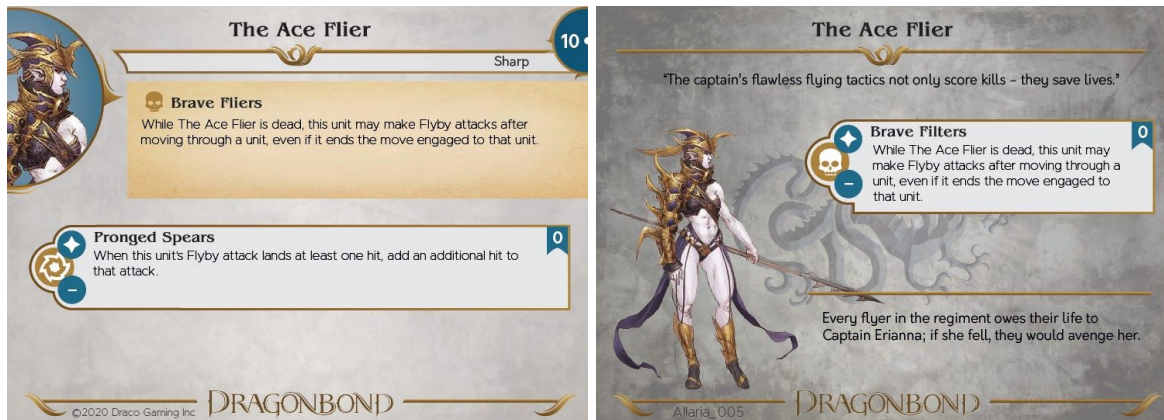 The Ace Flier
10
Sharp
Brave Fliers
While The Ace Flier is dead, this unit may make Flyby attacks after
moving through a unit, even if it ends the move engaged to that unit.
Pronged Spears
0
When this unit's Flyby attack lands at least one hit, add an additional hit to
that attack.
©2020 Draco Gaming Inc
DRAGONBOND
The Ace Flier
"The captain's flawless flying tactics not only score kills – they save lives."
Brave Filters
0
While The Ace Flier is dead, this unit may
make Flyby attacks after moving through a
unit, even if it ends the move engaged to
that unit.
Every flyer in the regiment owes their life to
Captain Erianna; if she fell, they would avenge her.
Allaria_005
DRAGONBOND